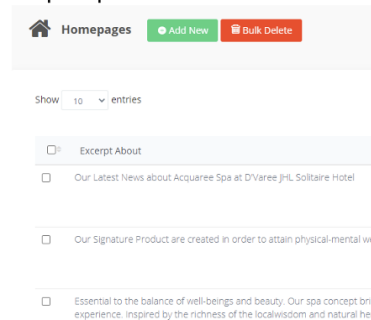 Homepages Add New Bulk Delete
Show 10 entries
Excerpt About
Our Latest News about Acquaree Spa at D'Varee JHL Solitaire Hotel
Our Signature Product are created in order to attain physical-mental
Essential to the balance of well-beings and beauty. Our spa concept
experience. Inspired by the richness of the localwisdom and natural